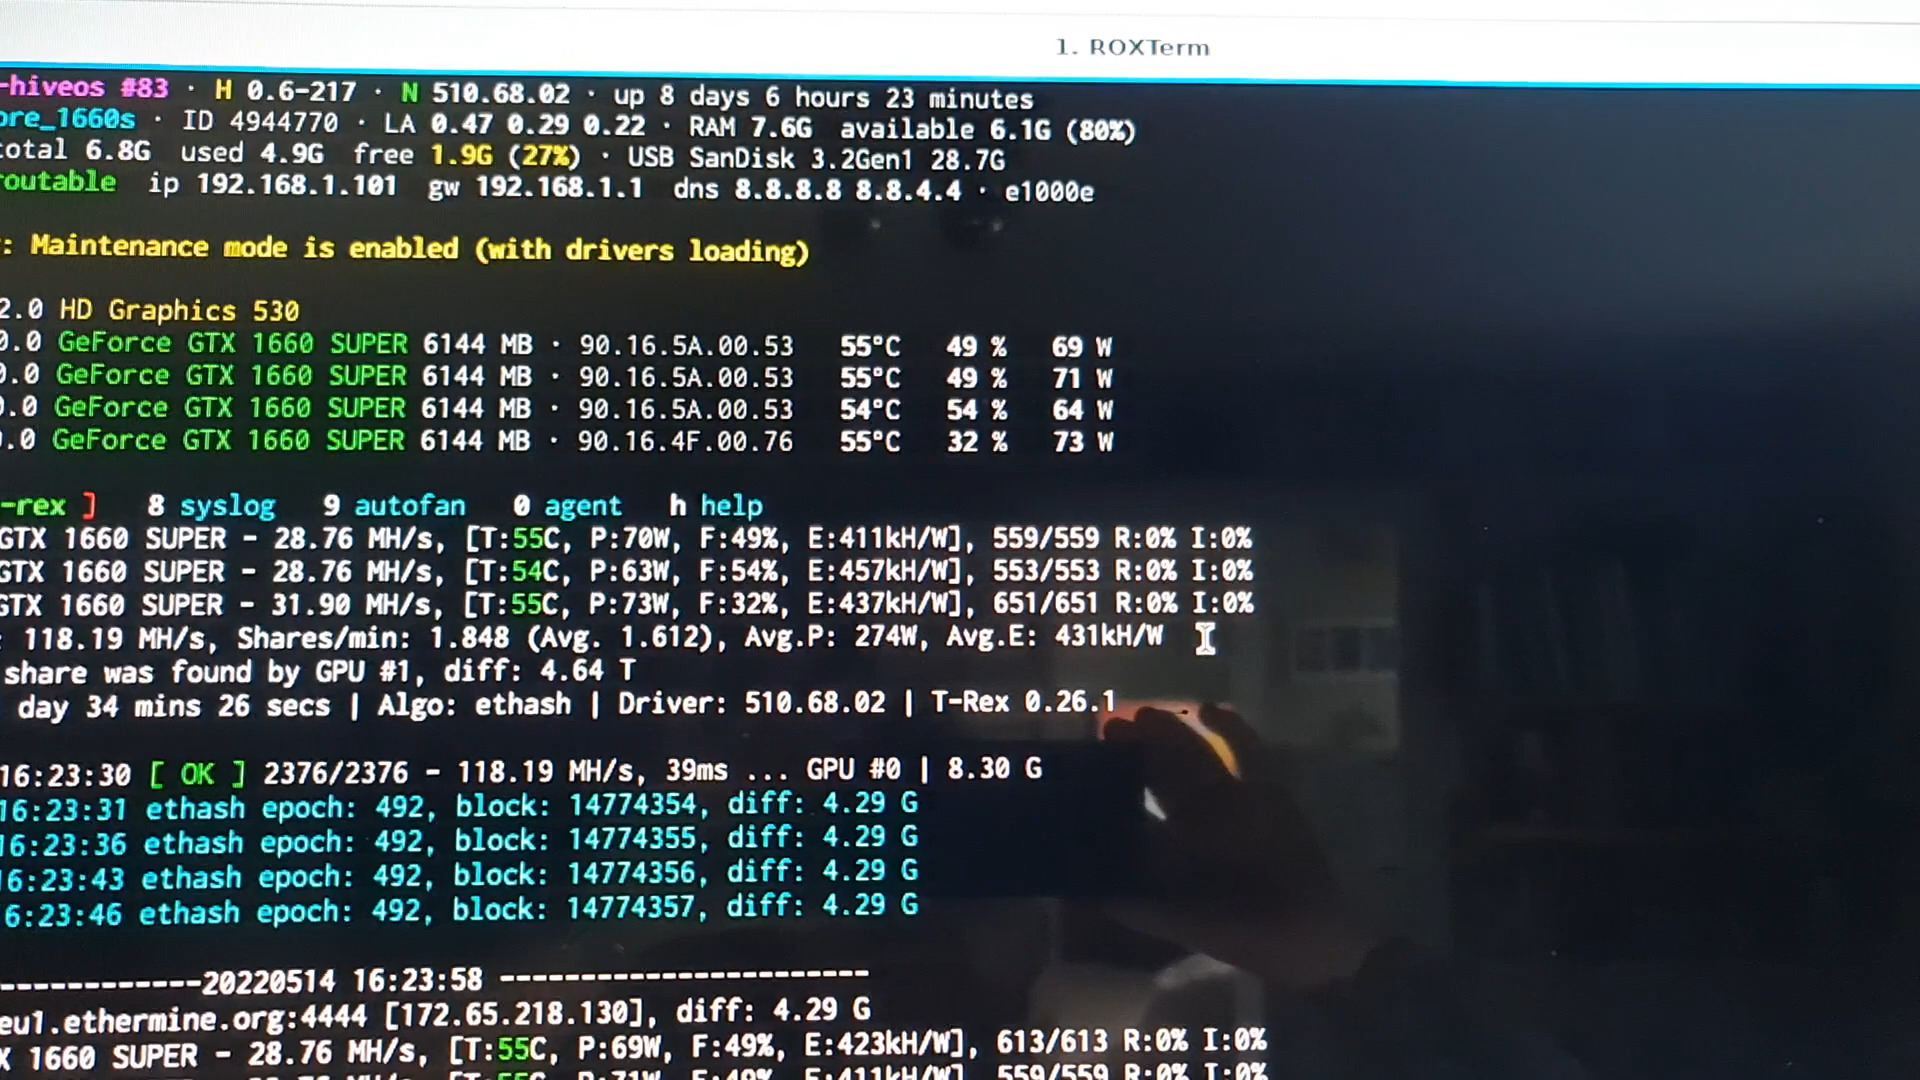 1. ROXTerm
-hiveos #83 · H 0.6-217 · N 510.68.02 · up 8 days 6 hours 23 minutes
ore_1660s · ID 4944770 · LA 0.47 0.29 0.22 · RAM 7.6G available 6.1G (80%)
total 6.8G used 4.9G free 1.9G (27%) · USB SanDisk 3.2Gen1 28.7G
routable ip 192.168.1.101 gw 192.168.1.1 dns 8.8.8.8 8.8.4.4 · e1000e
: Maintenance mode is enabled (with drivers loading)
2.0 HD Graphics 530
0.0 GeForce GTX 1660 SUPER 6144 MB · 90.16.5A.00.53 55°C 49 % 69 W
0.0 GeForce GTX 1660 SUPER 6144 MB · 90.16.5A.00.53 55°C 49 % 71 W
0.0 GeForce GTX 1660 SUPER 6144 MB · 90.16.5A.00.53 54°C 54 % 64 W
0.0 GeForce GTX 1660 SUPER 6144 MB · 90.16.4F.00.76 55°C 32 % 73 W
-rex ] 8 syslog 9 autofan 0 agent h help
GTX 1660 SUPER - 28.76 MH/s, [T:55C, P:70W, F:49%, E:411kH/W], 559/559 R:0% I:0%
GTX 1660 SUPER - 28.76 MH/s, [T:54C, P:63W, F:54%, E:457kH/W], 553/553 R:0% I:0%
GTX 1660 SUPER - 31.90 MH/s, [T:55C, P:73W, F:32%, E:437kH/W], 651/651 R:0% I:0%
: 118.19 MH/s, Shares/min: 1.848 (Avg. 1.612), Avg.P: 274W, Avg.E: 431kH/W
share was found by GPU #1, diff: 4.64 T
day 34 mins 26 secs | Algo: ethash | Driver: 510.68.02 | T-Rex 0.26.1
16:23:30 [ OK ] 2376/2376 - 118.19 MH/s, 39ms ... GPU #0 | 8.30 G
16:23:31 ethash epoch: 492, block: 14774354, diff: 4.29 G
16:23:36 ethash epoch: 492, block: 14774355, diff: 4.29 G
6:23:43 ethash epoch: 492, block: 14774356, diff: 4.29 G
6:23:46 ethash epoch: 492, block: 14774357, diff: 4.29 G
------------20220514 16:23:58 ------------------------
eu1.ethermine.org:4444 [172.65.218.130], diff: 4.29 G
X 1660 SUPER - 28.76 MH/s, [T:55C, P:69W, F:49%, E:423kH/W], 613/613 R:0% I:0%
28.76 MH/s, [T:55C, P:71W, F:49%, E:411kH/W], 559/559 R:0% I:0%